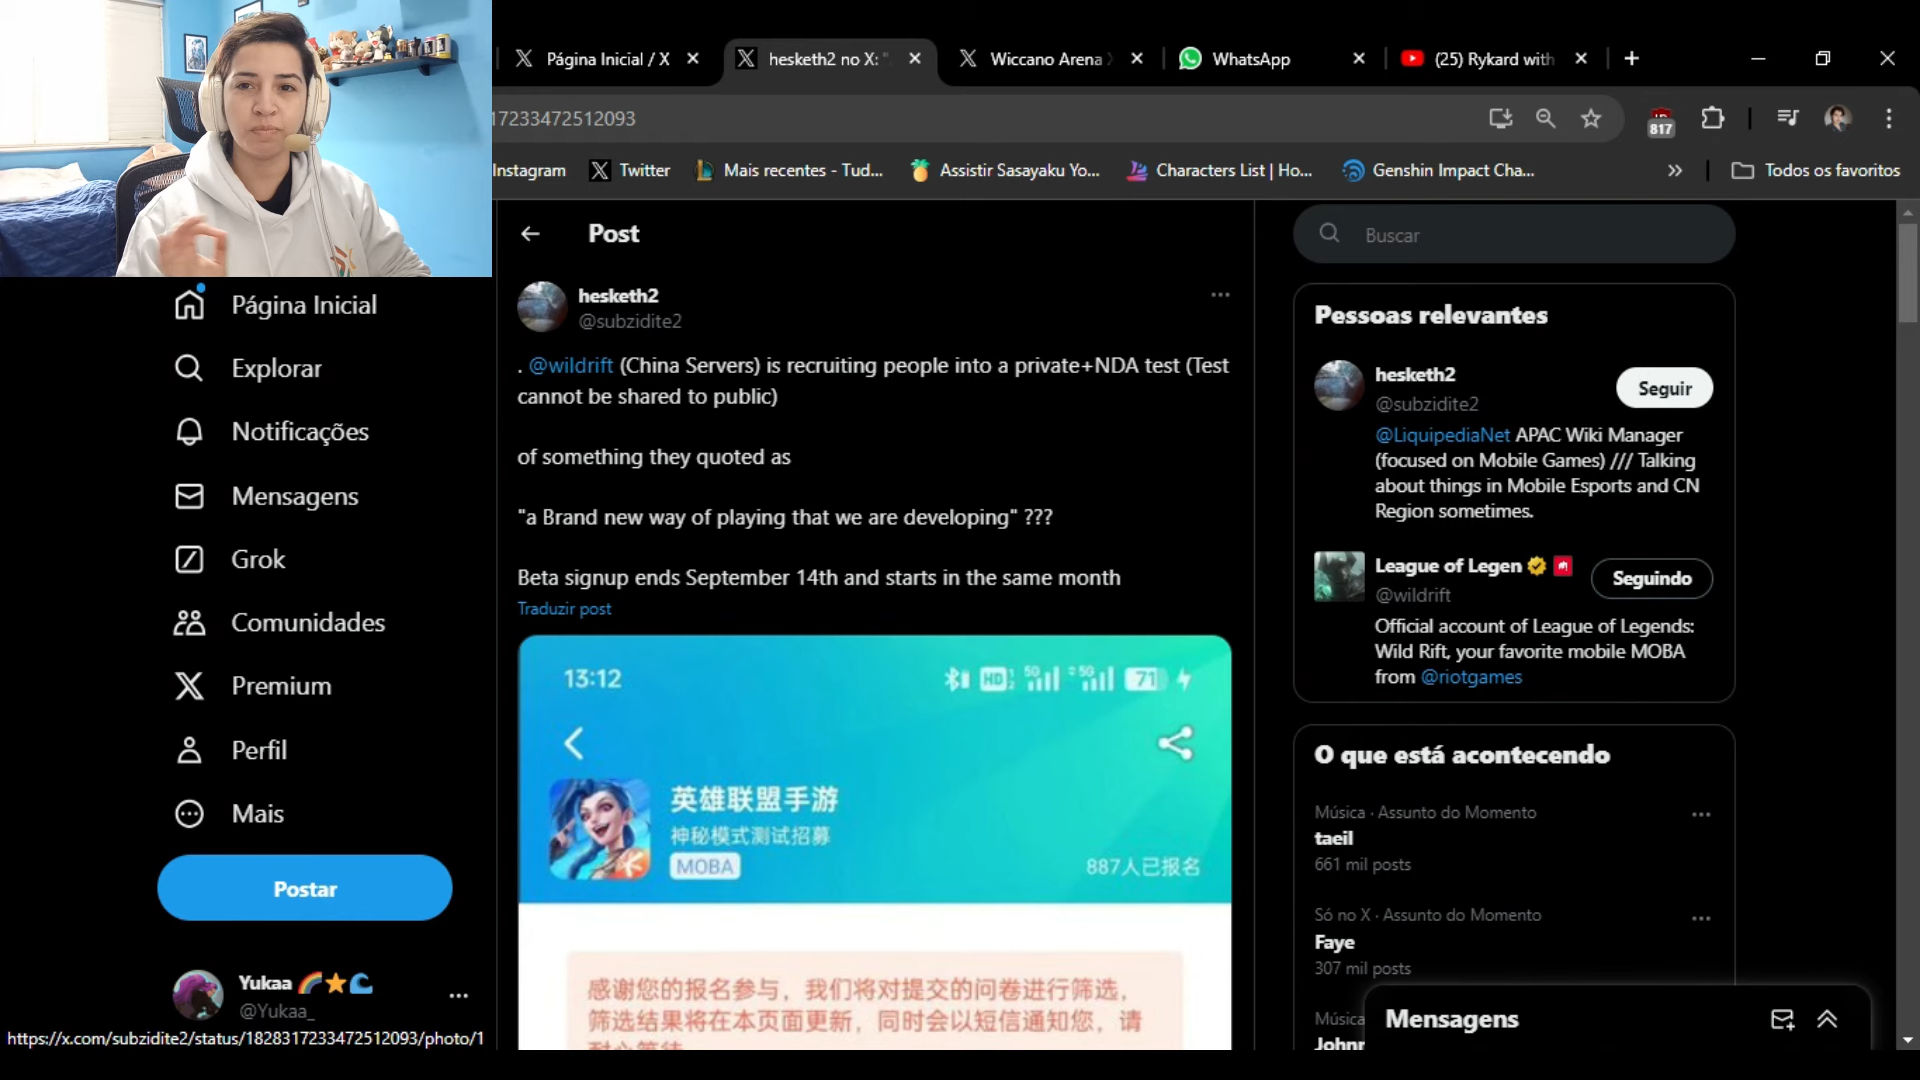 Página Inicial / X
hesketh2 no X: "
Wiccano Arena
WhatsApp
(25) Rykard with
17233472512093
817
Instagram
Twitter
Mais recentes - Tud...
Assistir Sasayaku Yo...
Characters List | Ho...
Genshin Impact Cha...
Todos os favoritos
Página Inicial
Explorar
Notificações
Mensagens
Grok
Comunidades
Premium
Perfil
Mais
Postar
Yukaa
@Yukaa_
https://x.com/subzidite2/status/1828317233472512093/photo/1
Post
hesketh2
@subzidite2
. @wildrift (China Servers) is recruiting people into a private+NDA test (Test
cannot be shared to public)
of something they quoted as
"a Brand new way of playing that we are developing" ???
Beta signup ends September 14th and starts in the same month
Traduzir post
13:12
HD 5G 5G 71
英雄联盟手游
神秘模式测试招募
MOBA
887人已报名
感谢您的报名参与，我们将对提交的问卷进行筛选，
筛选结果将在本页面更新，同时会以短信通知您，请
耐心等待
Buscar
Pessoas relevantes
hesketh2
@subzidite2
Seguir
@LiquipediaNet APAC Wiki Manager
(focused on Mobile Games) /// Talking
about things in Mobile Esports and CN
Region sometimes.
League of Legen
@wildrift
Seguindo
Official account of League of Legends:
Wild Rift, your favorite mobile MOBA
from @riotgames
O que está acontecendo
Música · Assunto do Momento
taeil
661 mil posts
Só no X · Assunto do Momento
Faye
307 mil posts
Música
Johnr
Mensagens